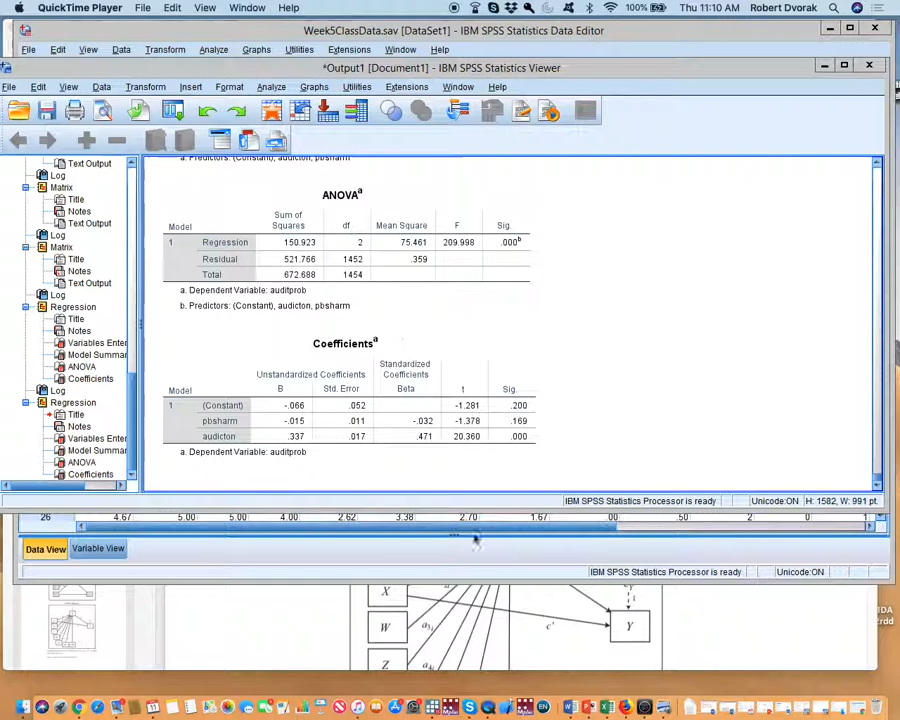 QuickTime Player File Edit View Window Help 100% Thu 11:10 AM Robert Dvorak
Week5ClassData.sav [DataSet1] - IBM SPSS Statistics Data Editor
File Edit View Data Transform Analyze Graphs Utilities Extensions Window Help
*Output1 [Document1] - IBM SPSS Statistics Viewer
File Edit View Data Transform Insert Format Analyze Graphs Utilities Extensions Window Help
Text Output
Log
Matrix
Title
Notes
Text Output
Log
Matrix
Title
Notes
Text Output
Log
Regression
Title
Notes
Variables Enter
Model Summar
ANOVA
Coefficients
Log
Regression
Title
Notes
Variables Enter
Model Summar
ANOVA
Coefficients
a. Predictors: (Constant), audicton, pbsharm
ANOVAa
Model Sum of Squares df Mean Square F Sig.
1 Regression 150.923 2 75.461 209.998 .000b
Residual 521.766 1452 .359
Total 672.688 1454
a. Dependent Variable: auditprob
b. Predictors: (Constant), audicton, pbsharm
Coefficientsa
Unstandardized Coefficients Standardized Coefficients
Model B Std. Error Beta t Sig.
1 (Constant) -.066 .052 -1.281 .200
pbsharm -.015 .011 -.032 -1.378 .169
audicton .337 .017 .471 20.360 .000
a. Dependent Variable: auditprob
IBM SPSS Statistics Processor is ready Unicode:ON H: 1582, W: 991 pt.
26 4.67 5.00 5.00 4.00 2.62 3.38 2.70 1.67 .00 .50 2 0 1
Data View Variable View
IBM SPSS Statistics Processor is ready Unicode:ON
X
1
W
a3i
c'
Y
Z
a4i